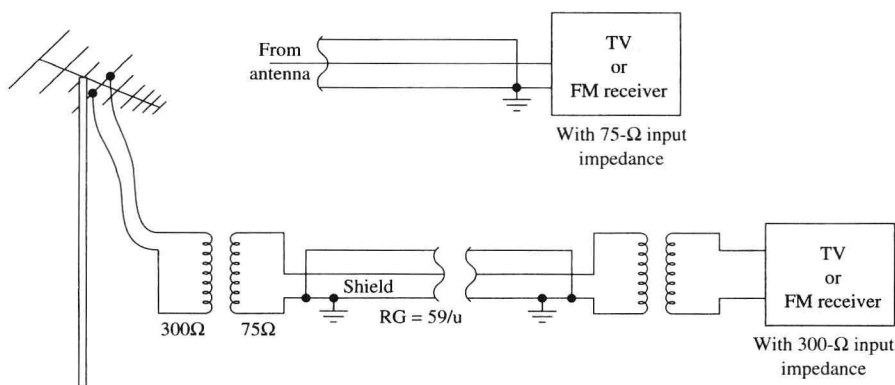 From
antenna
TV
or
FM receiver
With 75-Ω input
impedance
300Ω
75Ω
Shield
RG = 59/u
TV
or
FM receiver
With 300-Ω input
impedance